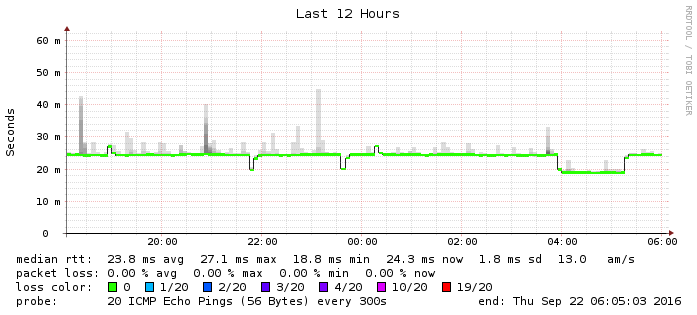 Last 12 Hours
RRDTOOL / TOBI OETIKER
Seconds
60 m
50 m
40 m
30 m
20 m
10 m
0
20:00 22:00 00:00 02:00 04:00 06:00
median rtt: 23.8 ms avg 27.1 ms max 18.8 ms min 24.3 ms now 1.8 ms sd 13.0 am/s
packet loss: 0.00 % avg 0.00 % max 0.00 % min 0.00 % now
loss color: 0 1/20 2/20 3/20 4/20 10/20 19/20
probe: 20 ICMP Echo Pings (56 Bytes) every 300s end: Thu Sep 22 06:05:03 2016